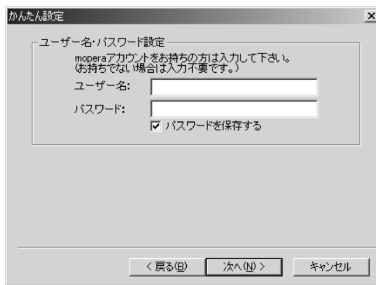 かんたん設定
ユーザー名・パスワード設定
moperaアカウントをお持ちの方は入力して下さい。
(お持ちでない場合は入力不要です。)
ユーザー名:
パスワード:
パスワードを保存する
< 戻る(B)
次へ(N) >
キャンセル